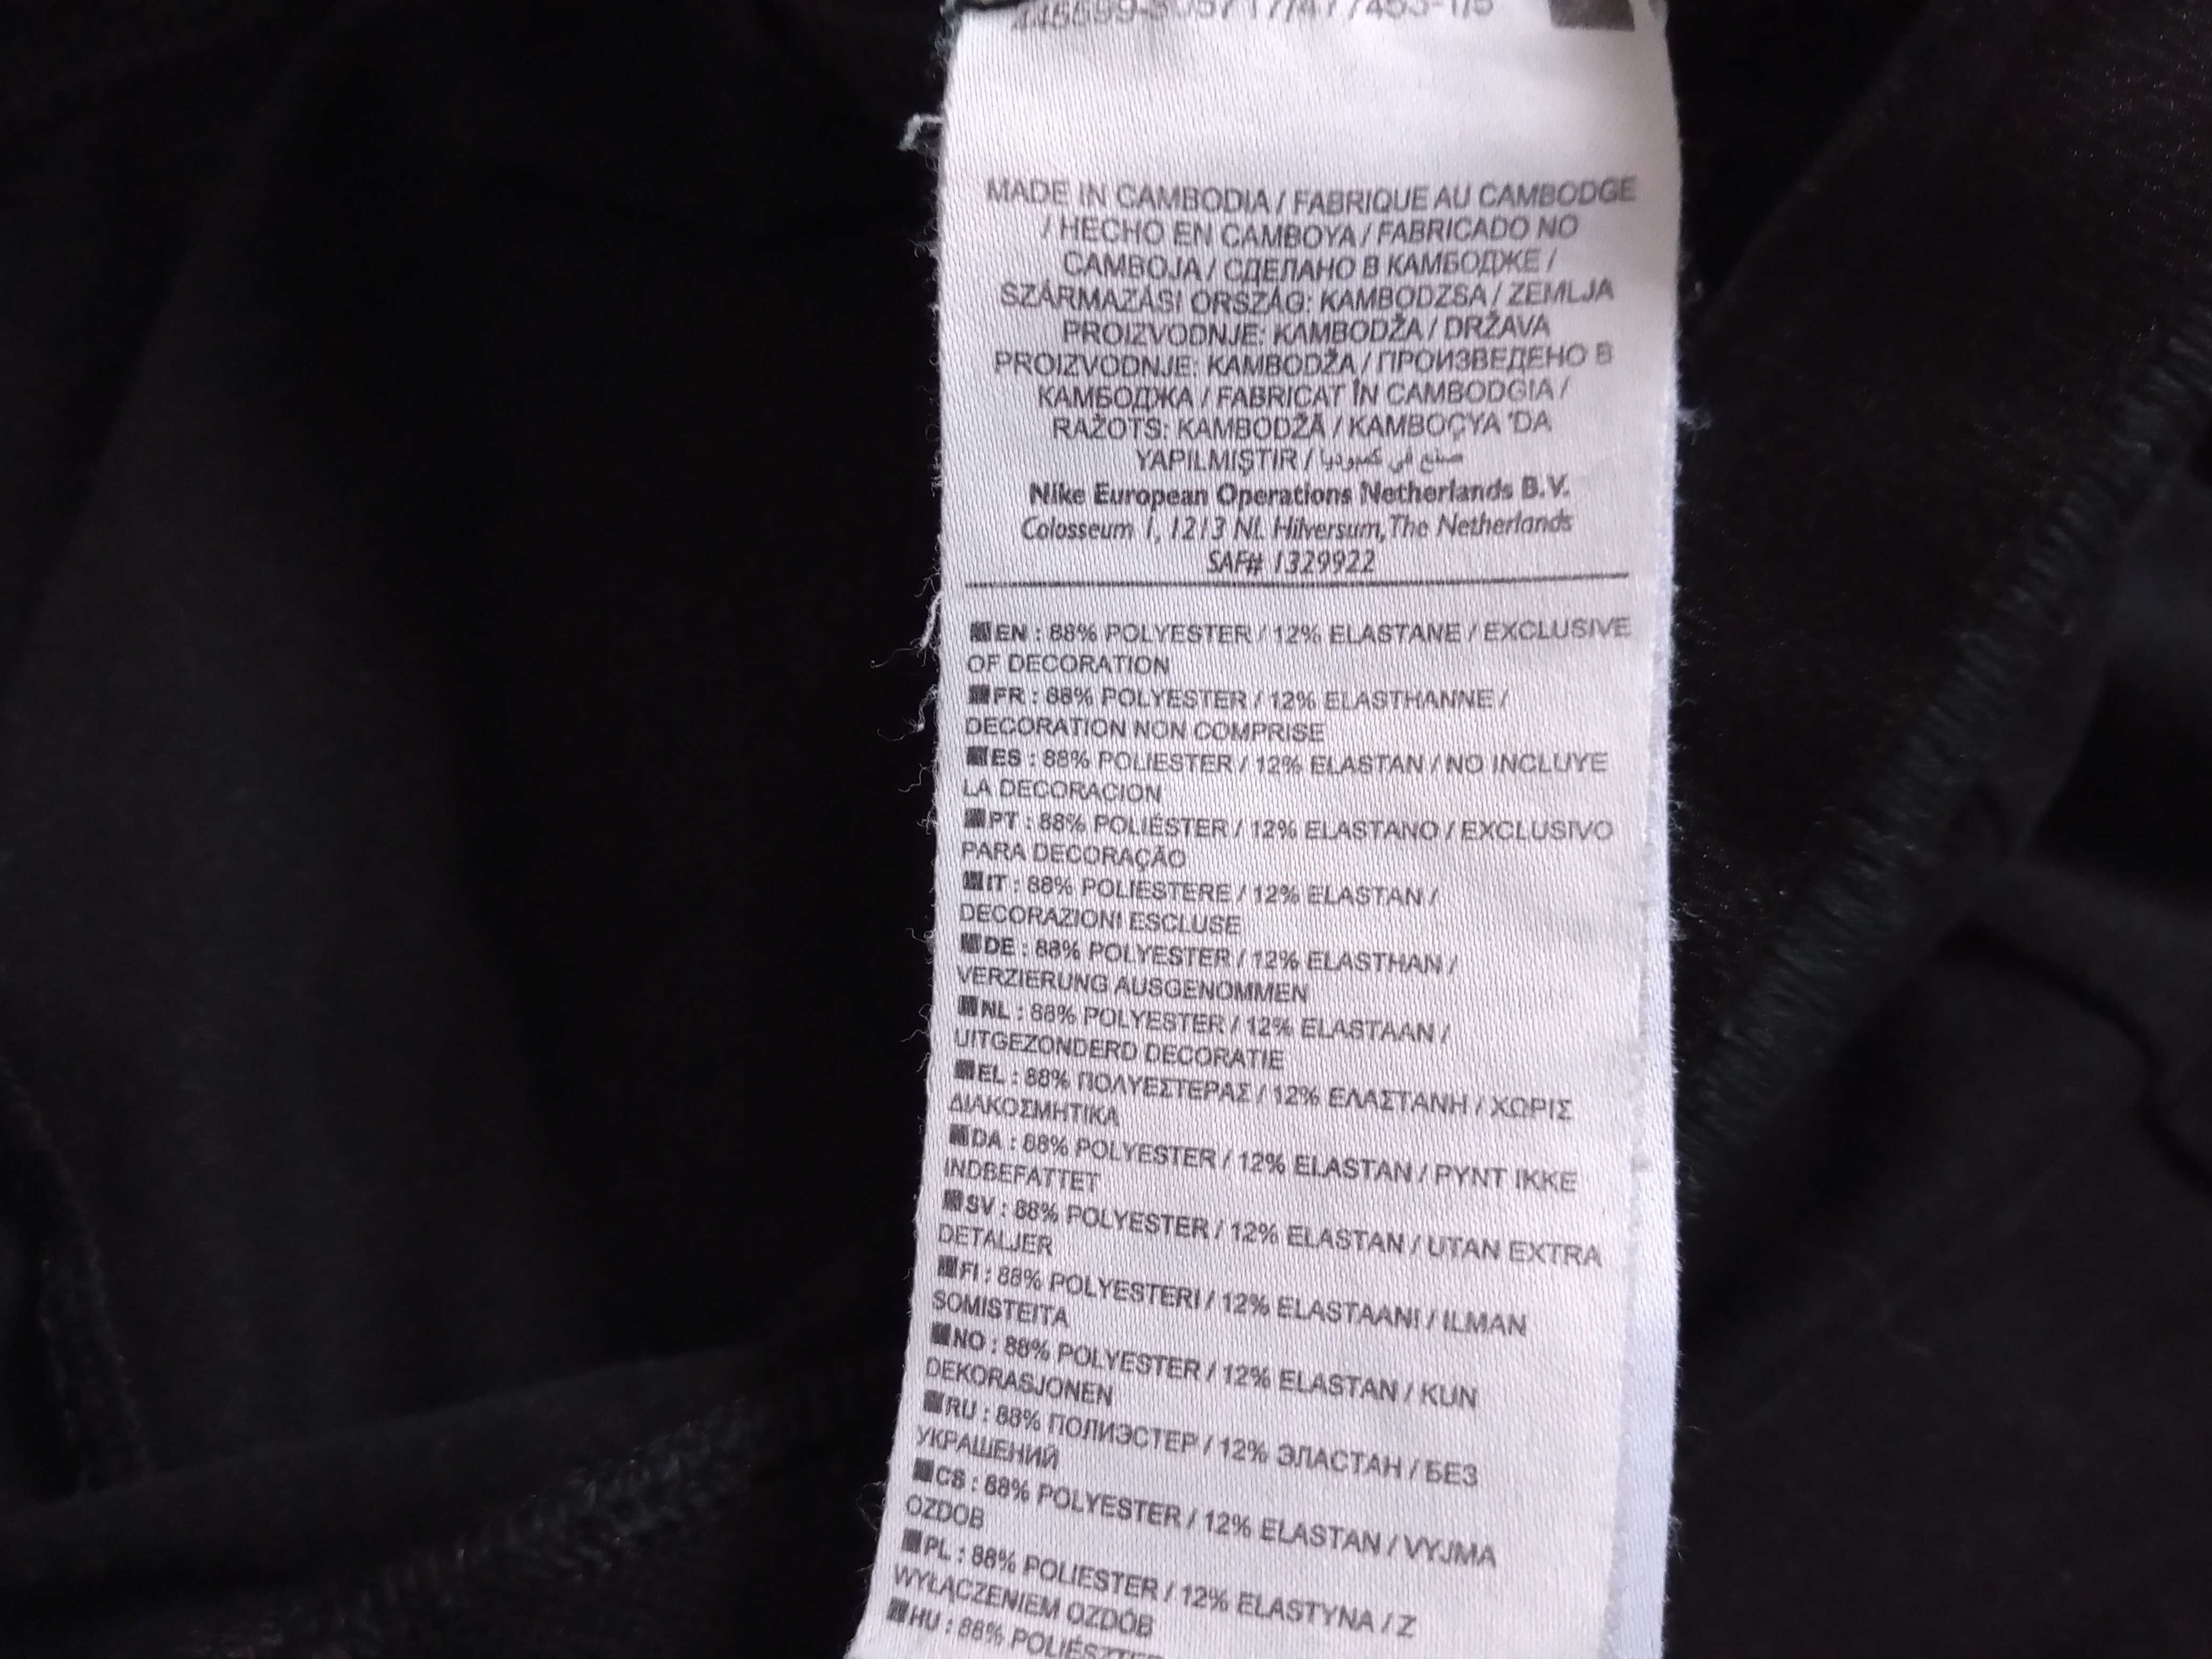 MADE IN CAMBODIA / FABRIQUE AU CAMBODGE
/ HECHO EN CAMBOYA / FABRICADO NO
CAMBOJA / СДЕЛАНО В КАМБОДЖЕ /
SZÁRMAZÁSI ORSZÁG: KAMBODZSA / ZEMLJA
PROIZVODNJE: KAMBODŽA / DRŽAVA
PROIZVODNJE: KAMBODŽA / ПРОИЗВЕДЕНО В
КАМБОДЖА / FABRICAT ÎN CAMBODGIA /
RAŽOTS: KAMBODŽĀ / KAMBOÇYA 'DA
YAPILMIŞTIR / صنع في كمبوديا
Nike European Operations Netherlands B.V.
Colosseum 1, 1213 NL Hilversum, The Netherlands
SAF# 1329922
EN : 88% POLYESTER / 12% ELASTANE / EXCLUSIVE
OF DECORATION
FR : 88% POLYESTER / 12% ELASTHANNE /
DECORATION NON COMPRISE
ES : 88% POLIESTER / 12% ELASTAN / NO INCLUYE
LA DECORACION
PT : 88% POLIÉSTER / 12% ELASTANO / EXCLUSIVO
PARA DECORAÇÃO
IT : 88% POLIESTERE / 12% ELASTAN /
DECORAZIONI ESCLUSE
DE : 88% POLYESTER / 12% ELASTHAN /
VERZIERUNG AUSGENOMMEN
NL : 88% POLYESTER / 12% ELASTAAN /
UITGEZONDERD DECORATIE
EL : 88% ΠΟΛΥΕΣΤΕΡΑΣ / 12% ΕΛΑΣΤΑΝΗ / ΧΩΡΙΣ
ΔΙΑΚΟΣΜΗΤΙΚΑ
DA : 88% POLYESTER / 12% ELASTAN / PYNT IKKE
INDBEFATTET
SV : 88% POLYESTER / 12% ELASTAN / UTAN EXTRA
DETALJER
FI : 88% POLYESTERI / 12% ELASTAANI / ILMAN
SOMISTEITA
NO : 88% POLYESTER / 12% ELASTAN / KUN
DEKORASJONEN
RU : 88% ПОЛИЭСТЕР / 12% ЭЛАСТАН / БЕЗ
УКРАШЕНИЙ
CS : 88% POLYESTER / 12% ELASTAN / VYJMA
OZDOB
PL : 88% POLIESTER / 12% ELASTYNA / Z
WYŁĄCZENIEM OZDÓB
HU : 88%